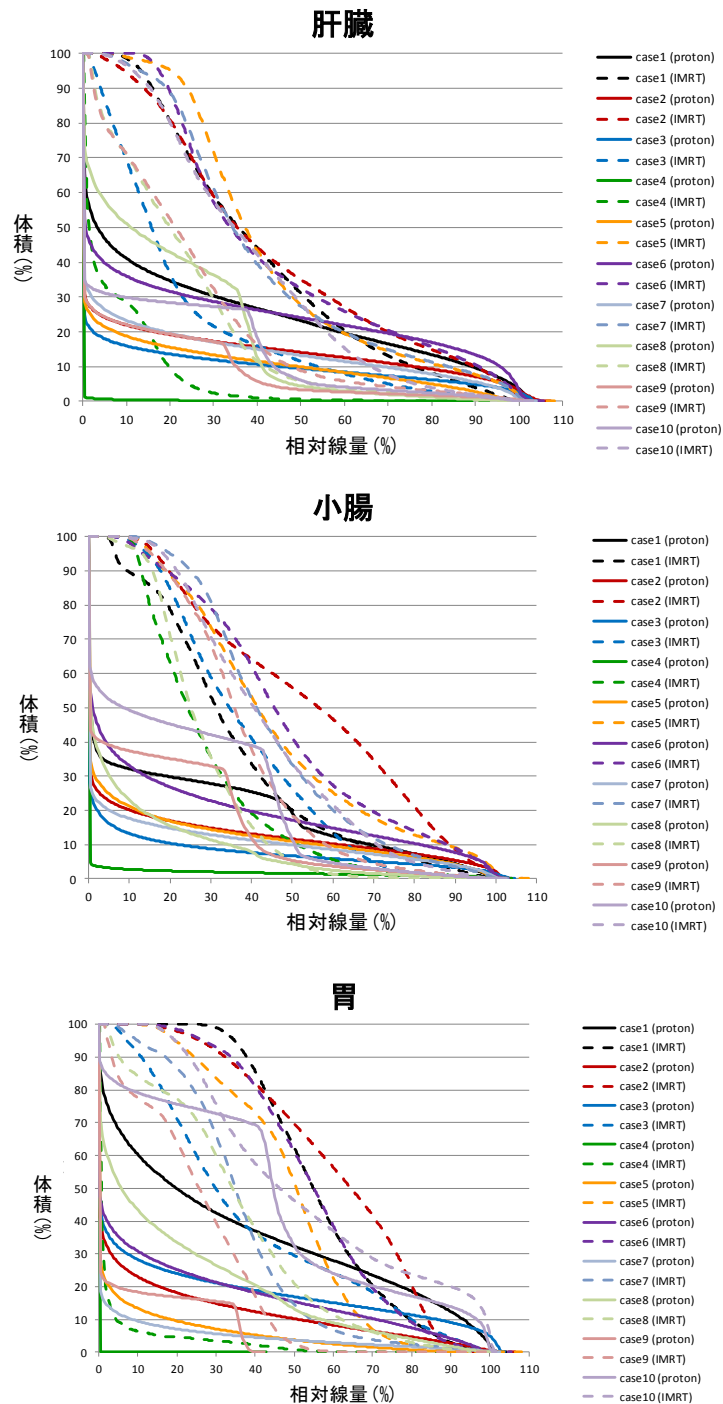 肝臓
体積(%)
100
90
80
70
60
50
40
30
20
10
0
0 10 20 30 40 50 60 70 80 90 100 110
相対線量(%)
case1 (proton)
case1 (IMRT)
case2 (proton)
case2 (IMRT)
case3 (proton)
case3 (IMRT)
case4 (proton)
case4 (IMRT)
case5 (proton)
case5 (IMRT)
case6 (proton)
case6 (IMRT)
case7 (proton)
case7 (IMRT)
case8 (proton)
case8 (IMRT)
case9 (proton)
case9 (IMRT)
case10 (proton)
case10 (IMRT)
小腸
体積(%)
100
90
80
70
60
50
40
30
20
10
0
0 10 20 30 40 50 60 70 80 90 100 110
相対線量(%)
case1 (proton)
case1 (IMRT)
case2 (proton)
case2 (IMRT)
case3 (proton)
case3 (IMRT)
case4 (proton)
case4 (IMRT)
case5 (proton)
case5 (IMRT)
case6 (proton)
case6 (IMRT)
case7 (proton)
case7 (IMRT)
case8 (proton)
case8 (IMRT)
case9 (proton)
case9 (IMRT)
case10 (proton)
case10 (IMRT)
胃
体積(%)
100
90
80
70
60
50
40
30
20
10
0
0 10 20 30 40 50 60 70 80 90 100 110
相対線量(%)
case1 (proton)
case1 (IMRT)
case2 (proton)
case2 (IMRT)
case3 (proton)
case3 (IMRT)
case4 (proton)
case4 (IMRT)
case5 (proton)
case5 (IMRT)
case6 (proton)
case6 (IMRT)
case7 (proton)
case7 (IMRT)
case8 (proton)
case8 (IMRT)
case9 (proton)
case9 (IMRT)
case10 (proton)
case10 (IMRT)